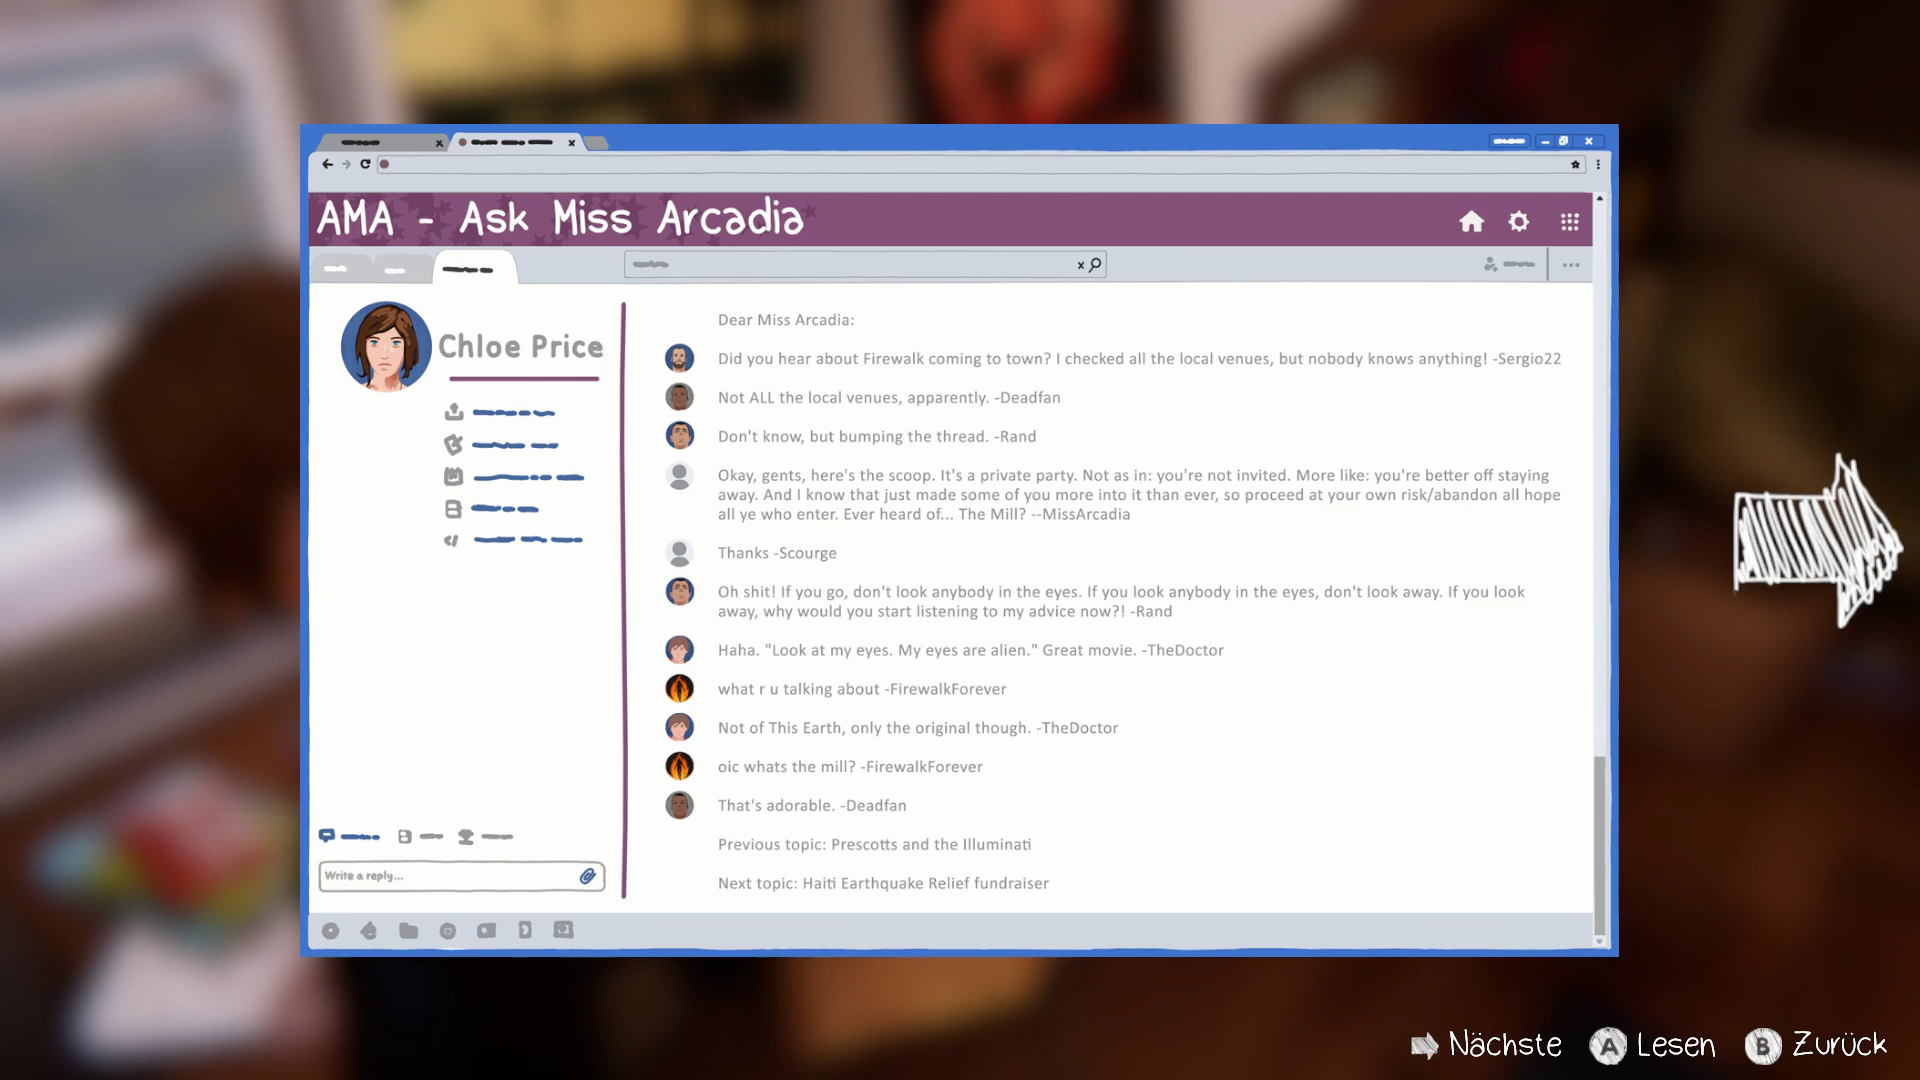 AMA - Ask Miss Arcadia
Chloe Price
Dear Miss Arcadia:
Did you hear about Firewalk coming to town? I checked all the local venues, but nobody knows anything! -Sergio22
Not ALL the local venues, apparently. -Deadfan
Don't know, but bumping the thread. -Rand
Okay, gents, here's the scoop. It's a private party. Not as in: you're not invited. More like: you're better off staying
away. And I know that just made some of you more into it than ever, so proceed at your own risk/abandon all hope
all ye who enter. Ever heard of... The Mill? --MissArcadia
Thanks -Scourge
Oh shit! If you go, don't look anybody in the eyes. If you look anybody in the eyes, don't look away. If you look
away, why would you start listening to my advice now?! -Rand
Haha. "Look at my eyes. My eyes are alien." Great movie. -TheDoctor
what r u talking about -FirewalkForever
Not of This Earth, only the original though. -TheDoctor
oic whats the mill? -FirewalkForever
That's adorable. -Deadfan
Previous topic: Prescotts and the Illuminati
Next topic: Haiti Earthquake Relief fundraiser
Write a reply...
Nächste A Lesen B Zurück